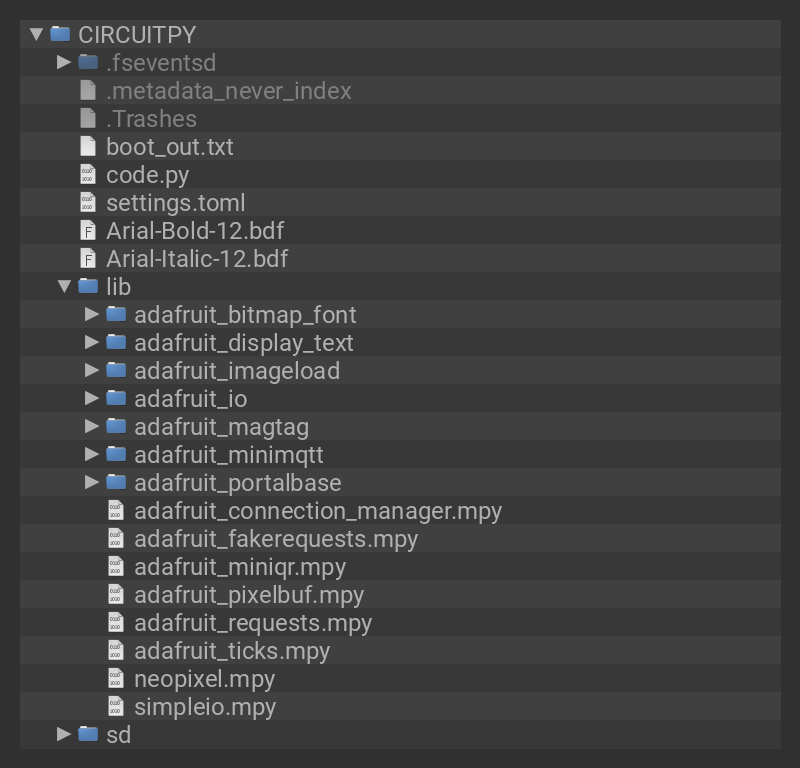 CIRCUITPY
.fseventsd
.metadata_never_index
.Trashes
boot_out.txt
code.py
settings.toml
Arial-Bold-12.bdf
Arial-Italic-12.bdf
lib
adafruit_bitmap_font
adafruit_display_text
adafruit_imageload
adafruit_io
adafruit_magtag
adafruit_minimqtt
adafruit_portalbase
adafruit_connection_manager.mpy
adafruit_fakerequests.mpy
adafruit_miniqr.mpy
adafruit_pixelbuf.mpy
adafruit_requests.mpy
adafruit_ticks.mpy
neopixel.mpy
simpleio.mpy
sd